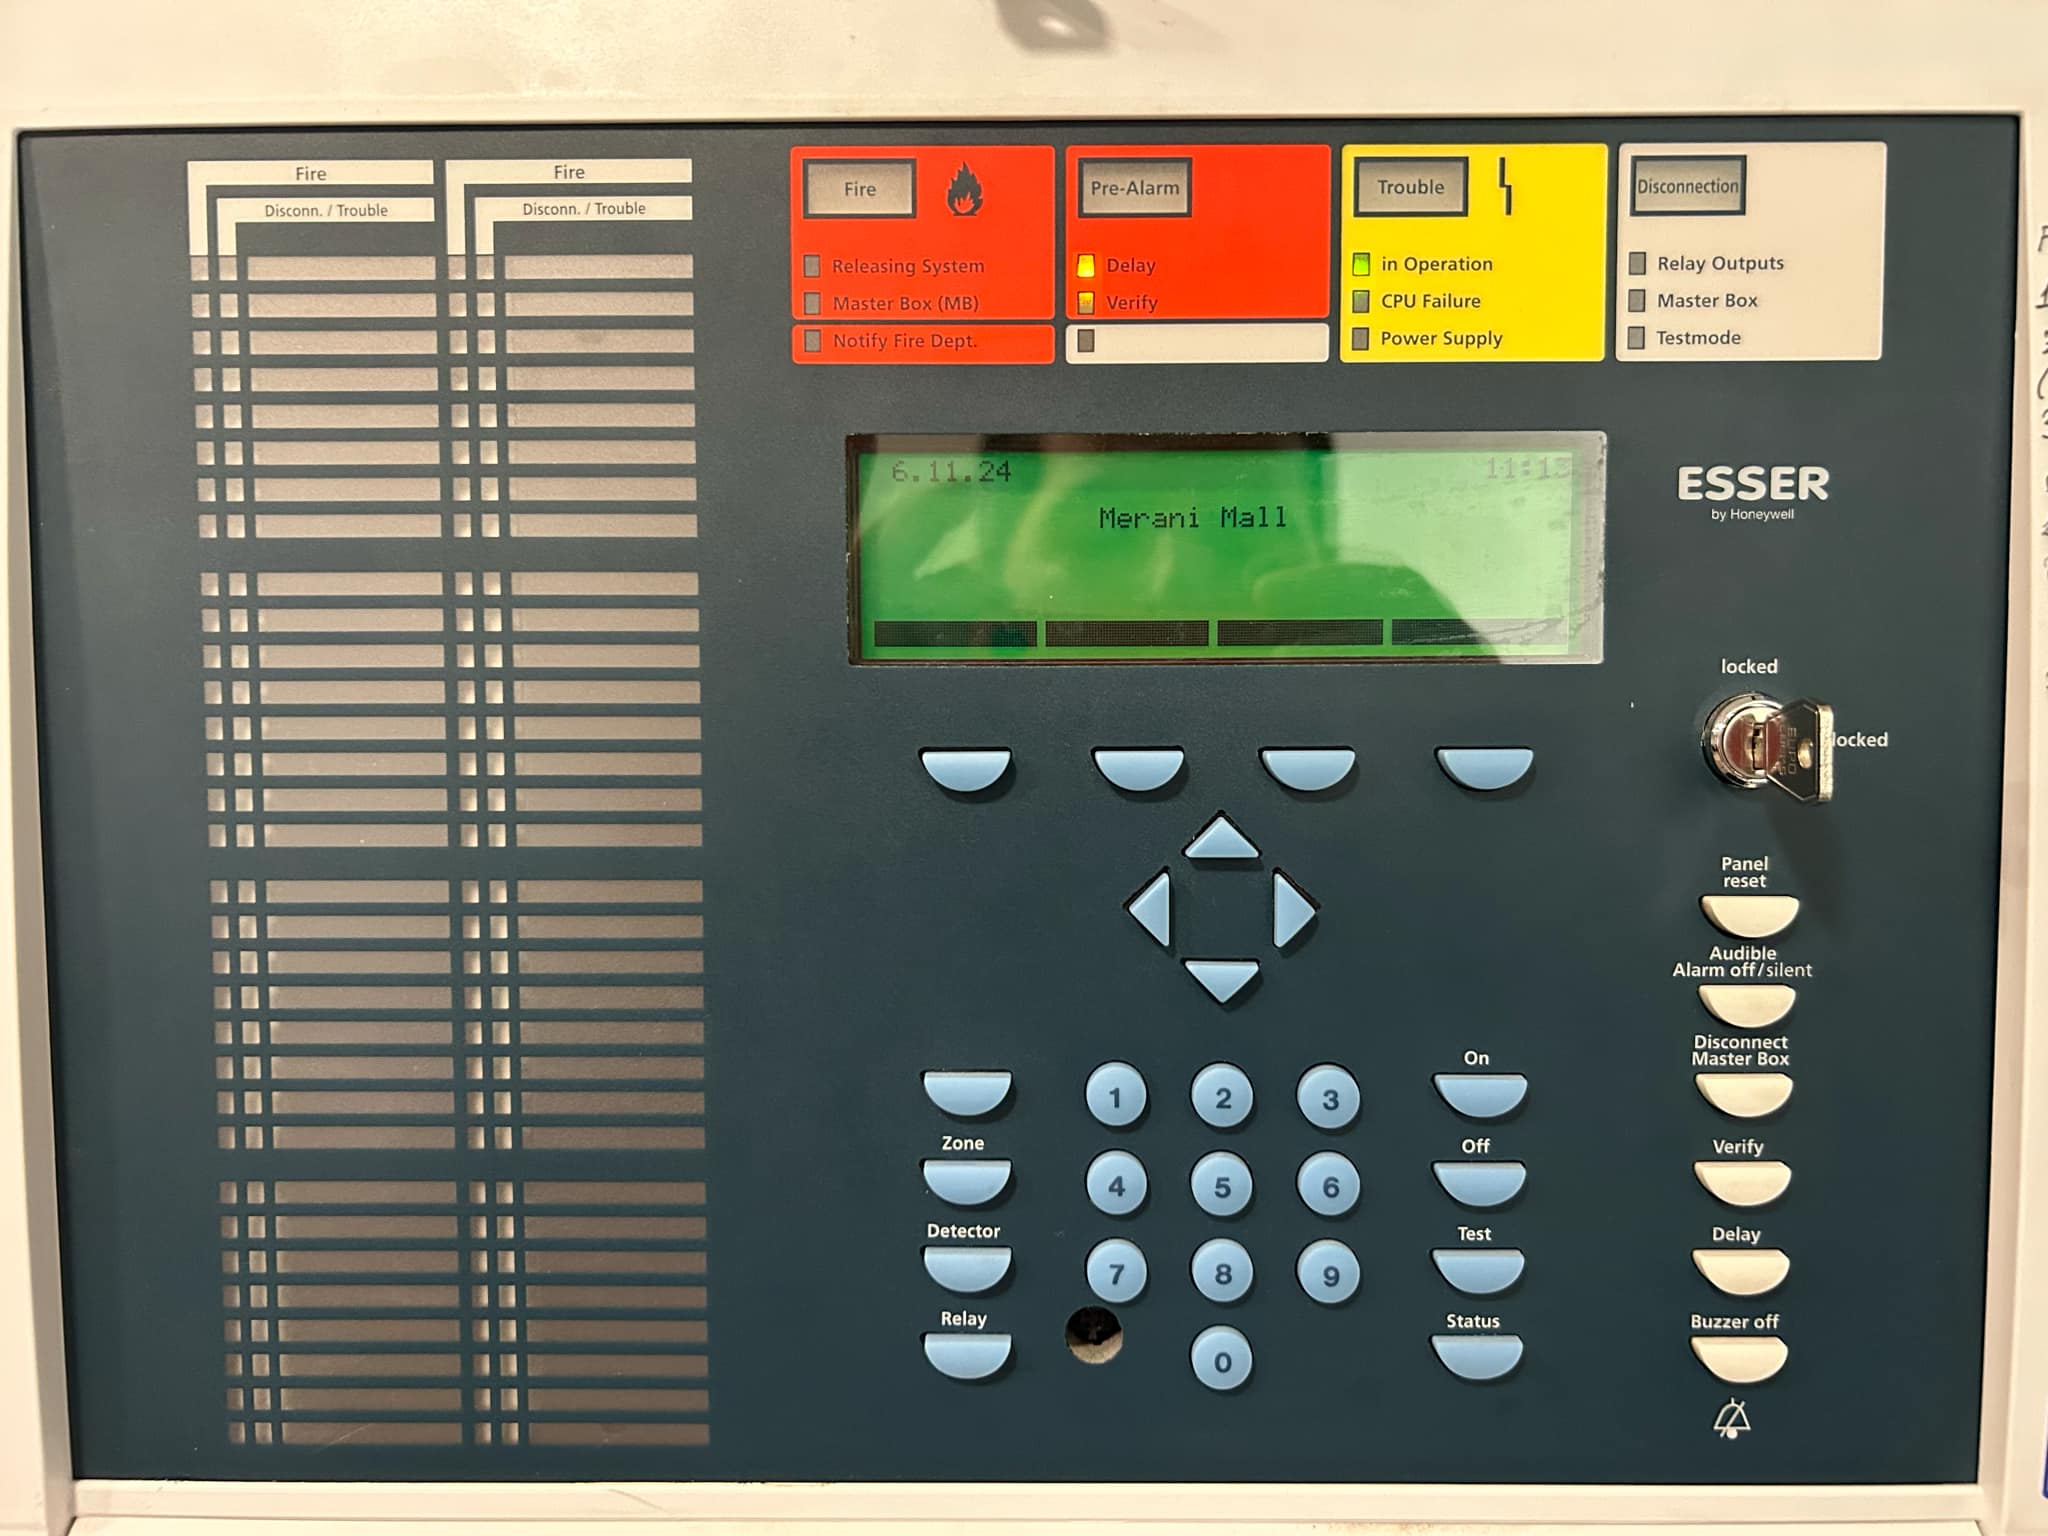 Fire
Disconn. / Trouble
Fire
Disconn. / Trouble
Fire
Releasing System
Master Box (MB)
Notify Fire Dept.
Pre-Alarm
Delay
Verify
Trouble
in Operation
CPU Failure
Power Supply
Disconnection
Relay Outputs
Master Box
Testmode
6.11.24 11:13
Merani Mall
ESSER
by Honeywell
locked
locked
Panel
reset
Audible
Alarm off/silent
Disconnect
Master Box
Verify
Delay
Buzzer off
Zone
Detector
Relay
1 2 3
4 5 6
7 8 9
0
On
Off
Test
Status